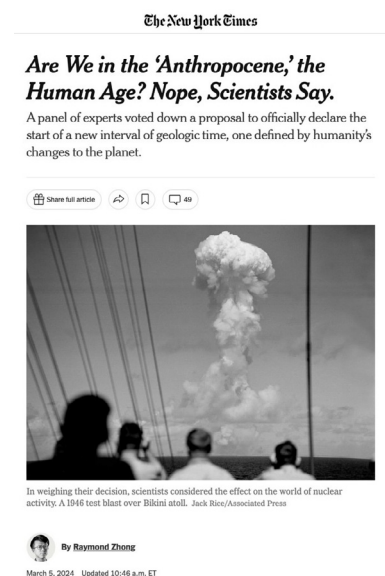 The New York Times
Are We in the ‘Anthropocene,’ the
Human Age? Nope, Scientists Say.
A panel of experts voted down a proposal to officially declare the
start of a new interval of geologic time, one defined by humanity’s
changes to the planet.
Share full article
49
In weighing their decision, scientists considered the effect on the world of nuclear
activity. A 1946 test blast over Bikini atoll. Jack Rice/Associated Press
By Raymond Zhong
March 5, 2024 Updated 10:46 a.m. ET